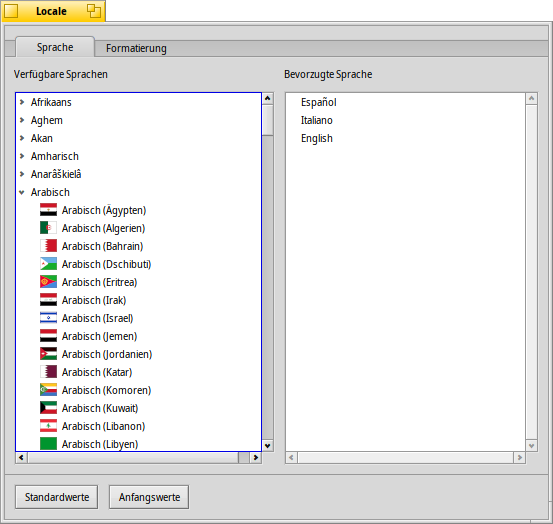 Locale
Sprache
Formatierung
Verfügbare Sprachen
Bevorzugte Sprache
Afrikaans
Aghem
Akan
Amharisch
Anarâškielâ
Arabisch
Arabisch (Ägypten)
Arabisch (Algerien)
Arabisch (Bahrain)
Arabisch (Dschibuti)
Arabisch (Eritrea)
Arabisch (Irak)
Arabisch (Israel)
Arabisch (Jemen)
Arabisch (Jordanien)
Arabisch (Katar)
Arabisch (Komoren)
Arabisch (Kuwait)
Arabisch (Libanon)
Arabisch (Libyen)
Español
Italiano
English
Standardwerte
Anfangswerte